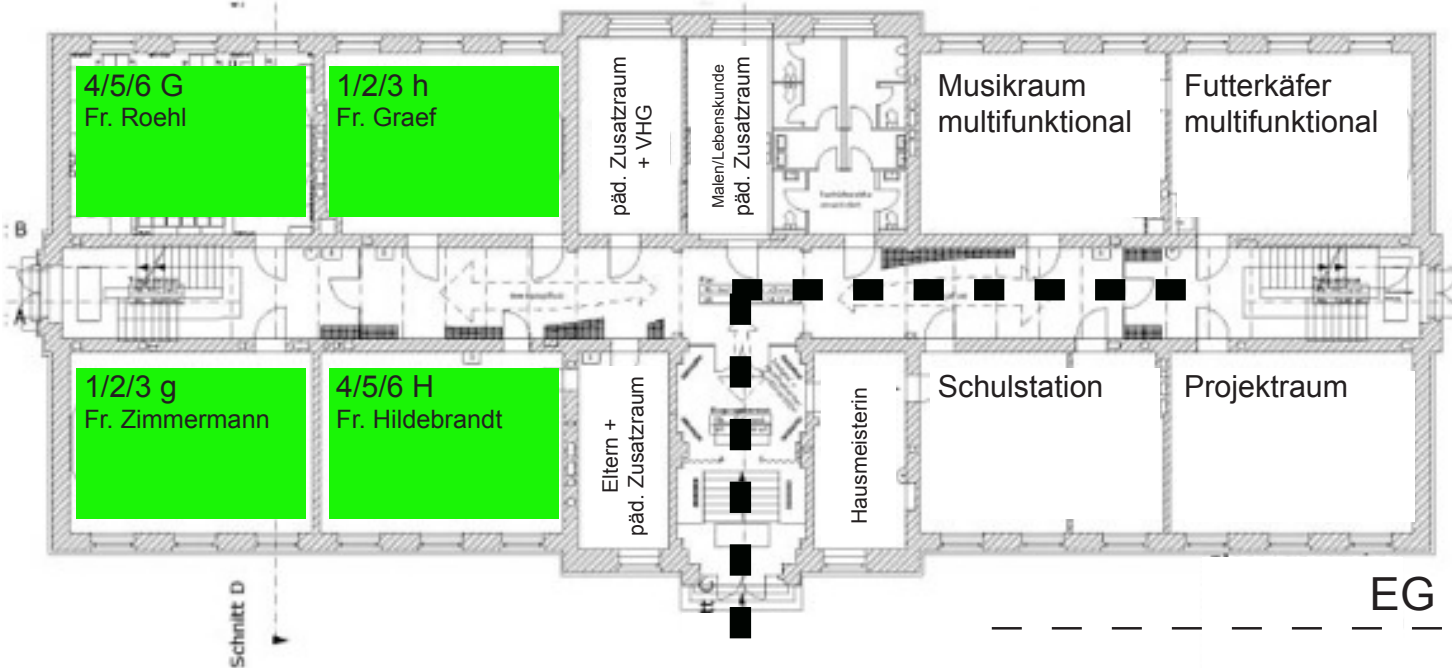 4/5/6 G
Fr. Roehl
1/2/3 h
Fr. Graef
päd. Zusatzraum
+ VHG
Malen/Lebenskunde
päd. Zusatzraum
Musikraum
multifunktional
Futterkäfer
multifunktional
B
A
1/2/3 g
Fr. Zimmermann
4/5/6 H
Fr. Hildebrandt
Eltern +
päd. Zusatzraum
Hausmeisterin
Schulstation
Projektraum
Schnitt D
tt C
EG